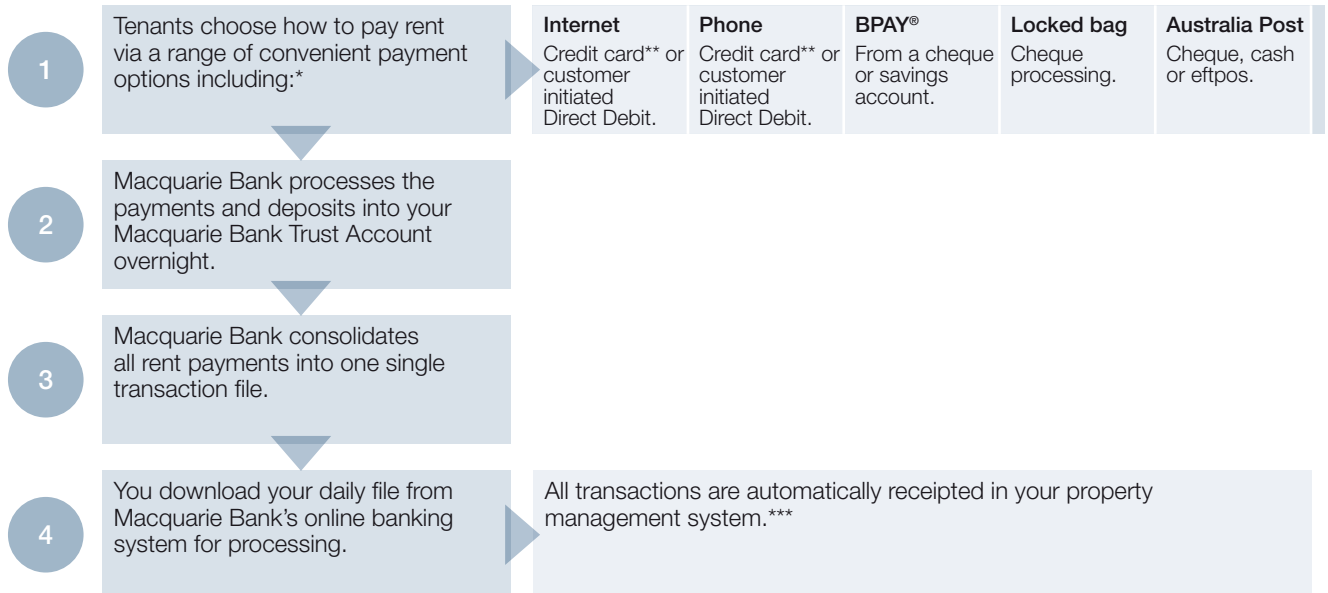 1
Tenants choose how to pay rent
via a range of convenient payment
options including:*
Internet
Credit card** or
customer
initiated
Direct Debit.
Phone
Credit card** or
customer
initiated
Direct Debit.
BPAY®
From a cheque
or savings
account.
Locked bag
Cheque
processing.
Australia Post
Cheque, cash
or eftpos.
2
Macquarie Bank processes the
payments and deposits into your
Macquarie Bank Trust Account
overnight.
3
Macquarie Bank consolidates
all rent payments into one single
transaction file.
4
You download your daily file from
Macquarie Bank’s online banking
system for processing.
All transactions are automatically receipted in your property
management system.***